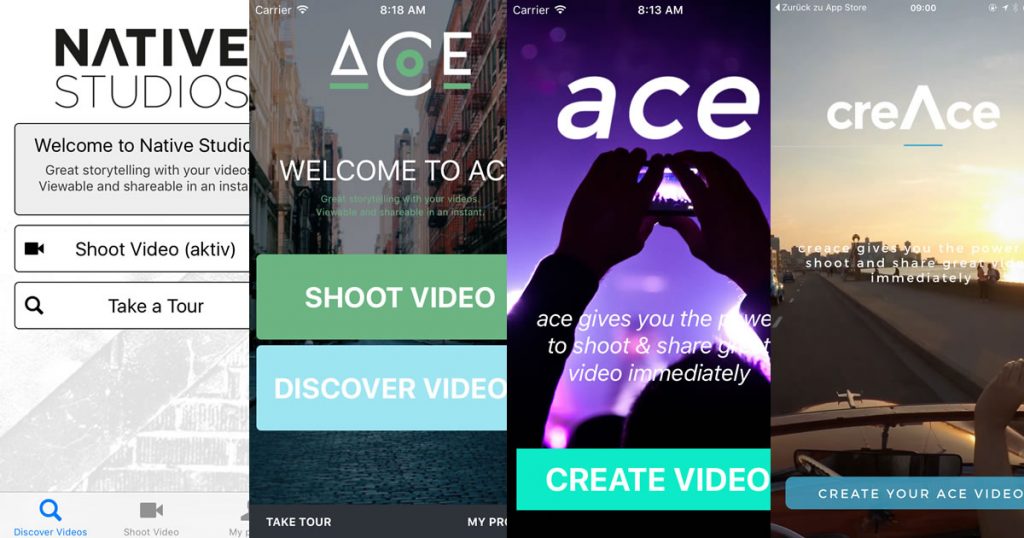 NATIVE
STUDIOS
Welcome to Native Studio
Great storytelling with your videos
Viewable and shareable in an insta
Shoot Video (aktiv)
Take a Tour
Discover Videos
Shoot Video
My p
Carrier
8:18 AM
ACE
WELCOME TO AC
Great storytelling with your videos.
Viewable and shareable in an instant.
SHOOT VIDEO
DISCOVER VIDEO
TAKE TOUR
MY PRO
Carrier
8:13 AM
ace
ace gives you the powe
to shoot & share great
video immediately
CREATE VIDEO
Zurück zu App Store
09:00
creAce
creace gives you the power
shoot and share great video
immediately
CREATE YOUR ACE VIDEO